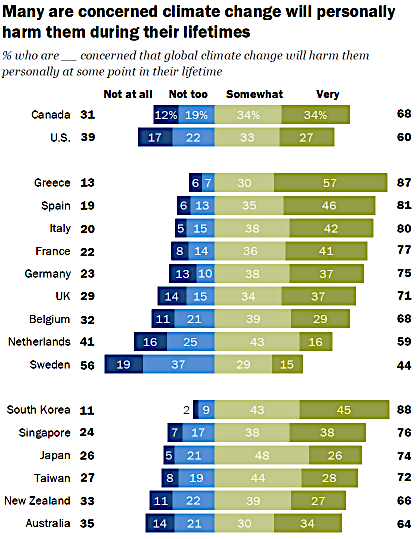 Many are concerned climate change will personally
harm them during their lifetimes
% who are __ concerned that global climate change will harm them
personally at some point in their lifetime
Not at all Not too Somewhat Very
Canada 31 12% 19% 34% 34% 68
U.S. 39 17 22 33 27 60
Greece 13 6 7 30 57 87
Spain 19 6 13 35 46 81
Italy 20 5 15 38 42 80
France 22 8 14 36 41 77
Germany 23 13 10 38 37 75
UK 29 14 15 34 37 71
Belgium 32 11 21 39 29 68
Netherlands 41 16 25 43 16 59
Sweden 56 19 37 29 15 44
South Korea 11 2 9 43 45 88
Singapore 24 7 17 38 38 76
Japan 26 5 21 48 26 74
Taiwan 27 8 19 44 28 72
New Zealand 33 11 22 39 27 66
Australia 35 14 21 30 34 64